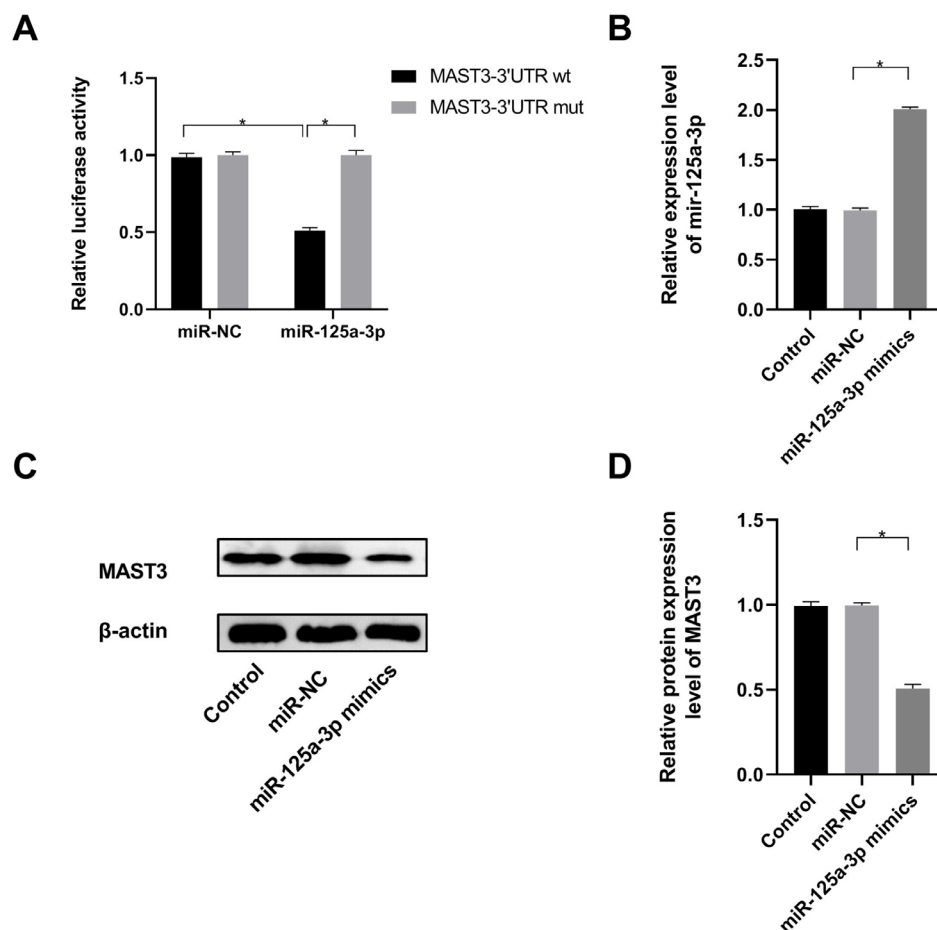 A
Relative luciferase activity
1.5
1.0
0.5
0.0
*
*
miR-NC
miR-125a-3p
MAST3-3'UTR wt
MAST3-3'UTR mut
B
Relative expression level
of mir-125a-3p
2.5
2.0
1.5
1.0
0.5
0.0
*
Control
miR-NC
miR-125a-3p mimics
C
MAST3
β-actin
Control
miR-NC
miR-125a-3p mimics
D
Relative protein expression
level of MAST3
1.5
1.0
0.5
0.0
*
Control
miR-NC
miR-125a-3p mimics